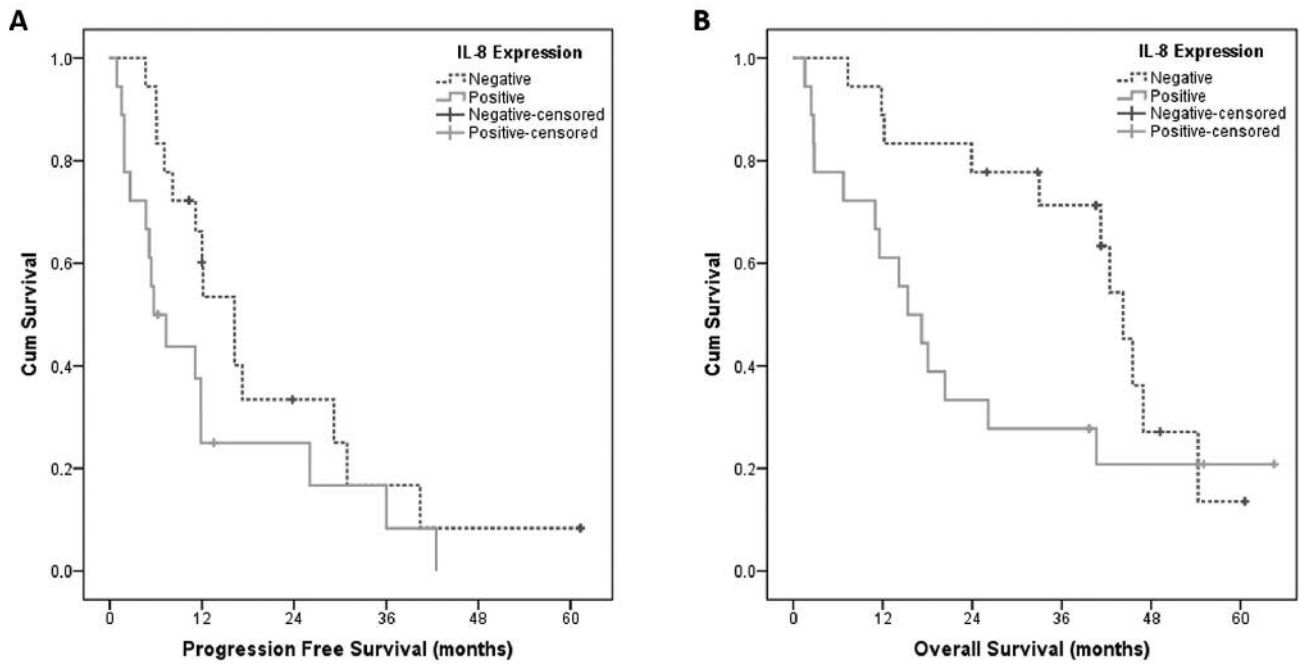 A
IL-8 Expression
Negative
Positive
Negative-censored
Positive-censored
1.0
0.8
0.6
0.4
0.2
0.0
Cum Survival
0 12 24 36 48 60
Progression Free Survival (months)
B
IL-8 Expression
Negative
Positive
Negative-censored
Positive-censored
1.0
0.8
0.6
0.4
0.2
0.0
Cum Survival
0 12 24 36 48 60
Overall Survival (months)